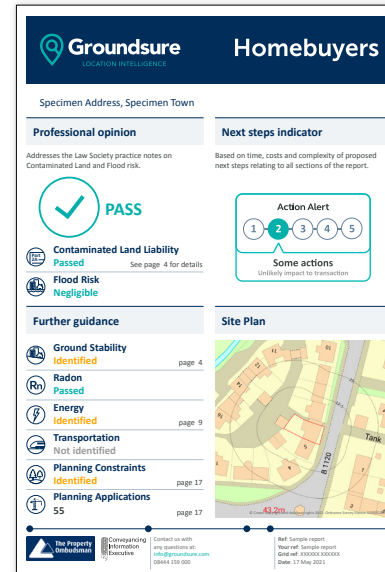 Groundsure
LOCATION INTELLIGENCE
Homebuyers
Specimen Address, Specimen Town
Professional opinion
Addresses the Law Society practice notes on
Contaminated Land and Flood risk.
PASS
Contaminated Land Liability
Passed See page 4 for details
Flood Risk
Negligible
Next steps indicator
Based on time, costs and complexity of proposed
next steps relating to all sections of the report.
Action Alert
1 2 3 4 5
Some actions
Unlikely impact to transaction
Further guidance
Ground Stability
Identified page 4
Rn
Radon
Passed
Energy
Identified page 9
Transportation
Not identified
Planning Constraints
Identified page 17
Planning Applications
55 page 17
Site Plan
B 1120
Tank
43.2m
The Property
Ombudsman
Conveyancing
Information
Executive
Contact us with
any questions at:
info@groundsure.com
08444 159 000
Ref: Sample report
Your ref: Sample report
Grid ref: XXXXXX XXXXXX
Date: 17 May 2021